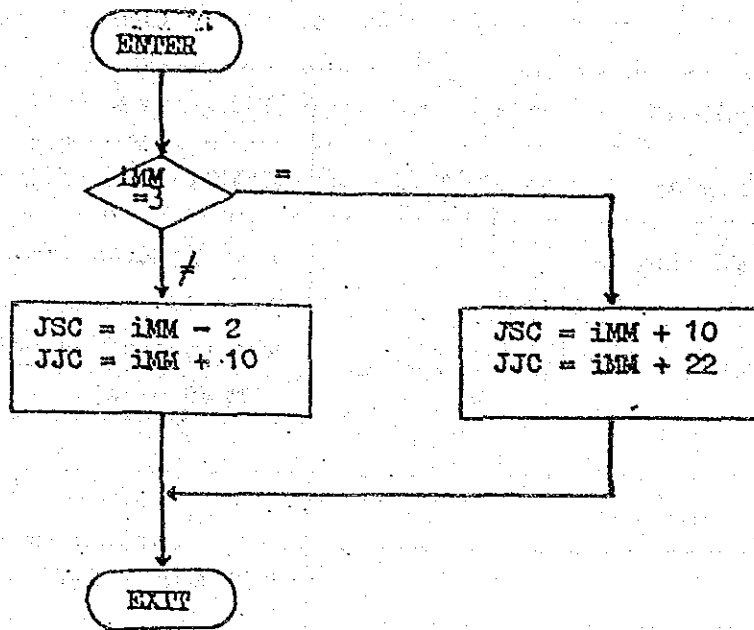 ENTER
iMM
=3
=
≠
JSC = iMM - 2
JJC = iMM + 10
JSC = iMM + 10
JJC = iMM + 22
EXIT